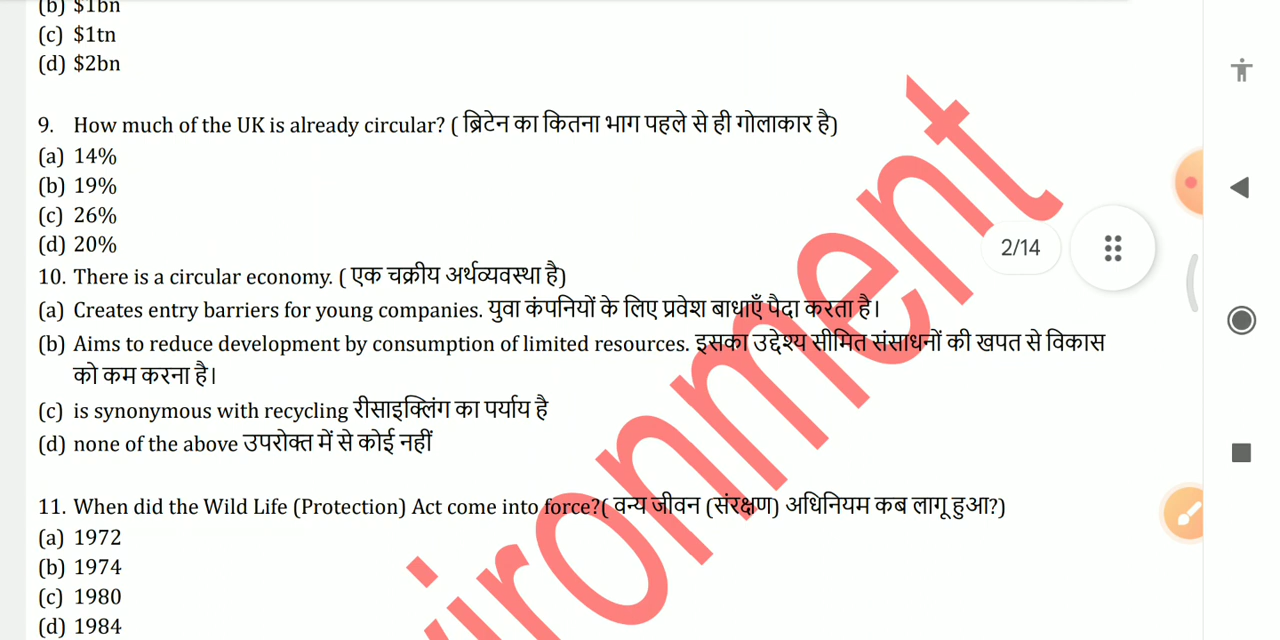 (b) $1bn
(c) $1tn
(d) $2bn
9. How much of the UK is already circular? ( ब्रिटेन का कितना भाग पहले से ही गोलाकार है)
(a) 14%
(b) 19%
(c) 26%
(d) 20%
10. There is a circular economy. ( एक चक्रीय अर्थव्यवस्था है)
(a) Creates entry barriers for young companies. युवा कंपनियों के लिए प्रवेश बाधाएँ पैदा करता है।
(b) Aims to reduce development by consumption of limited resources. इसका उद्देश्य सीमित संसाधनों की खपत से विकास
को कम करना है।
(c) is synonymous with recycling रीसाइक्लिंग का पर्याय है
(d) none of the above उपरोक्त में से कोई नहीं
11. When did the Wild Life (Protection) Act come into force?( वन्य जीवन (संरक्षण) अधिनियम कब लागू हुआ?)
(a) 1972
(b) 1974
(c) 1980
(d) 1984
2/14
ironment